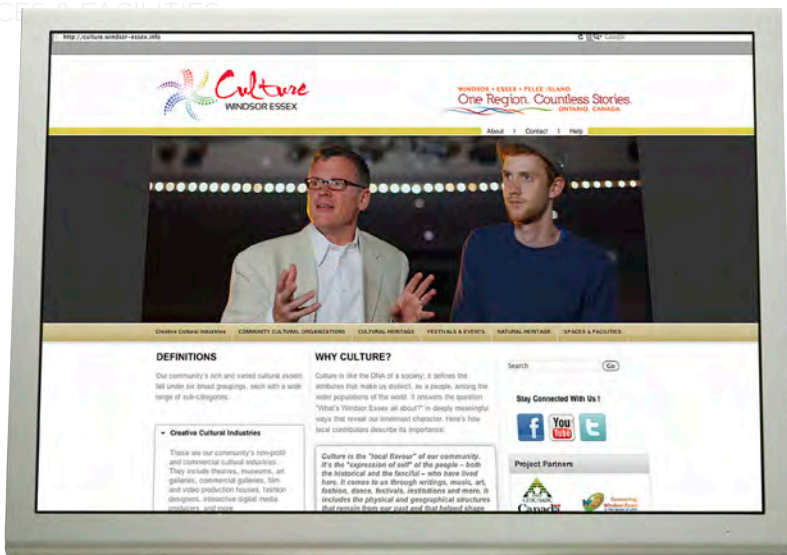 CES & FACILITIES
http://culture.windsor-essex.info
Google
Culture
WINDSOR ESSEX
WINDSOR • ESSEX • PELEE ISLAND
One Region. Countless Stories.
ONTARIO, CANADA
About | Contact | Help
Creative Cultural Industries COMMUNITY CULTURAL ORGANIZATIONS CULTURAL HERITAGE FESTIVALS & EVENTS NATURAL HERITAGE SPACES & FACILITIES
DEFINITIONS
Our community's rich and varied cultural assets
fall under six broad groupings, each with a wide
range of sub-categories.
Creative Cultural Industries
These are our community's non-profit
and commercial cultural industries.
They include theatres, museums, art
galleries, commercial galleries, film
and video production houses, fashion
designers, interactive digital media
producers, and more.
WHY CULTURE?
Culture is like the DNA of a society; it defines the
attributes that make us distinct, as a people, among the
wider populations of the world. It answers the question
"What's Windsor Essex all about?" in deeply meaningful
ways that reveal our innermost character. Here's how
local contributors describe its importance:
Culture is the "local flavour" of our community.
It's the "expression of self" of the people – both
the historical and the fanciful – who have lived
here. It comes to us through writings, music, art,
fashion, dance, festivals, institutions and more. It
includes the physical and geographical structures
that remain from our past and that helped shape
Search Go
Stay Connected With Us !
f You Tube t
Project Partners
Canada
Connecting
Windsor-Essex